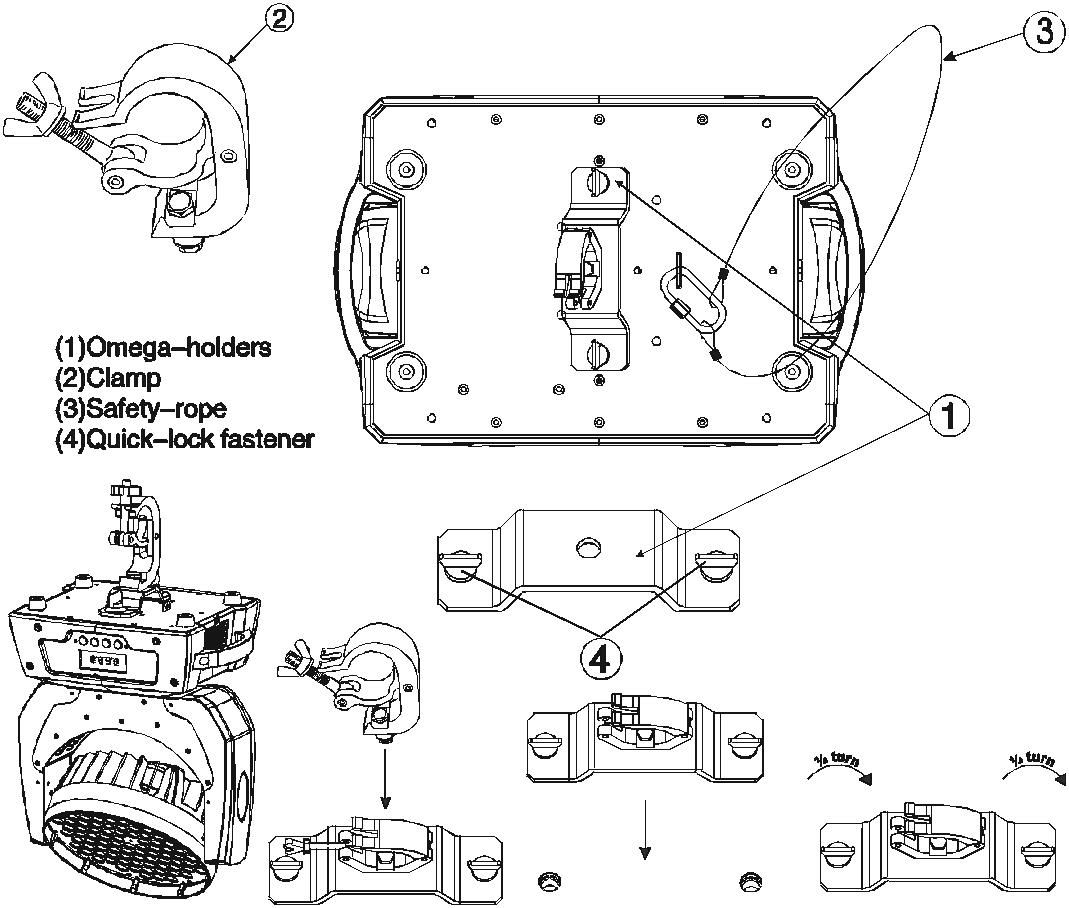 2
3
(1)Omega-holders
(2)Clamp
(3)Safety-rope
(4)Quick-lock fastener
1
4
¼ turn
¼ turn